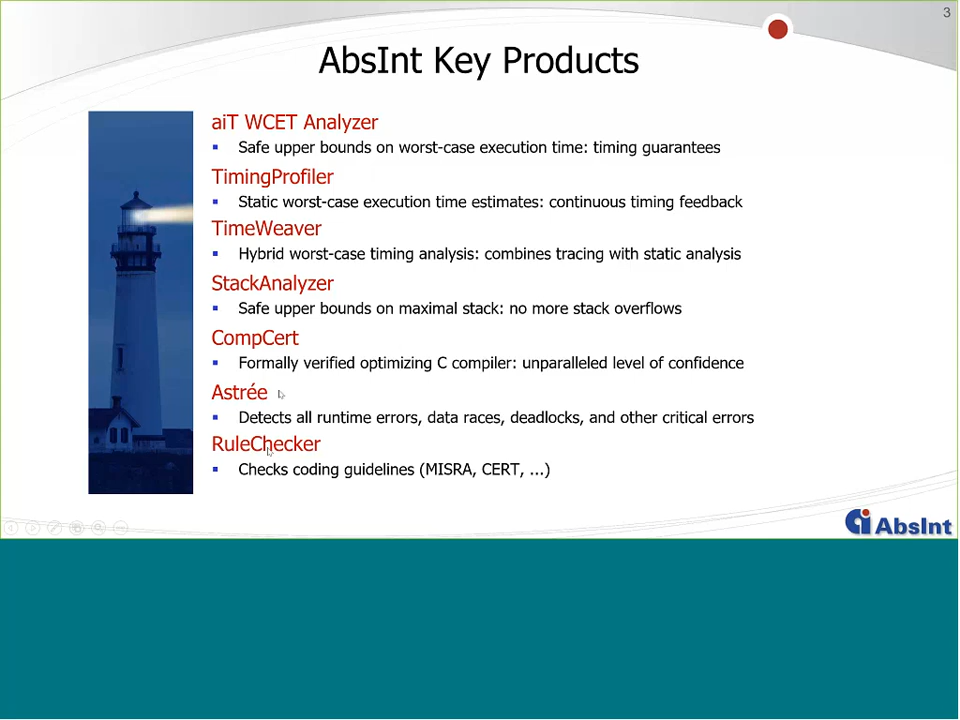 3
AbsInt Key Products
aiT WCET Analyzer
▪ Safe upper bounds on worst-case execution time: timing guarantees
TimingProfiler
▪ Static worst-case execution time estimates: continuous timing feedback
TimeWeaver
▪ Hybrid worst-case timing analysis: combines tracing with static analysis
StackAnalyzer
▪ Safe upper bounds on maximal stack: no more stack overflows
CompCert
▪ Formally verified optimizing C compiler: unparalleled level of confidence
Astrée
▪ Detects all runtime errors, data races, deadlocks, and other critical errors
RuleChecker
▪ Checks coding guidelines (MISRA, CERT, ...)
AbsInt